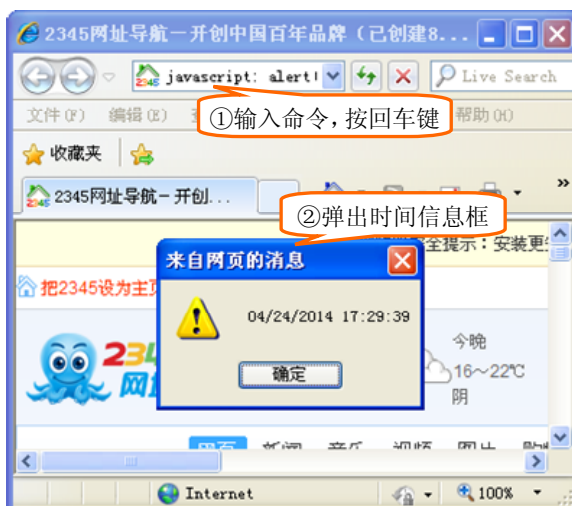 2345网址导航－开创中国百年品牌（已创建8...
javascript: alert(
Live Search
文件(F) 编辑(E)
帮助(H)
①输入命令，按回车键
收藏夹
2345网址导航－开创...
»
②弹出时间信息框
全提示：安装更
来自网页的消息
把2345设为主页
04/24/2014 17:29:39
234
网
确定
今晚
16～22℃
阴
网页 新闻 音乐 视频 图片
Internet
100%